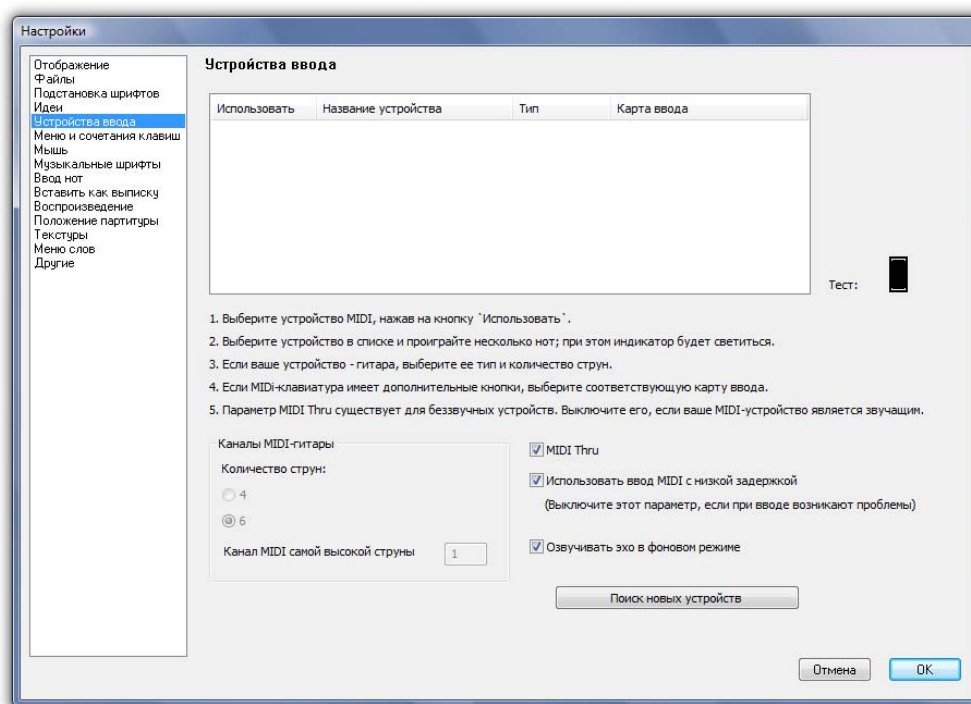 Настройки
Отображение
Файлы
Подстановка шрифтов
Идеи
Устройства ввода
Меню и сочетания клавиш
Мышь
Музыкальные шрифты
Ввод нот
Вставить как выписку
Воспроизведение
Положение партитуры
Текстуры
Меню слов
Другие
Устройства ввода
Использовать Название устройства Тип Карта ввода
Тест:
1. Выберите устройство MIDI, нажав на кнопку `Использовать`.
2. Выберите устройство в списке и проиграйте несколько нот; при этом индикатор будет светиться.
3. Если ваше устройство - гитара, выберите ее тип и количество струн.
4. Если MIDi-клавиатура имеет дополнительные кнопки, выберите соответствующую карту ввода.
5. Параметр MIDI Thru существует для беззвучных устройств. Выключите его, если ваше MIDI-устройство является звучащим.
Каналы MIDI-гитары
Количество струн:
4
6
Канал MIDI самой высокой струны 1
MIDI Thru
Использовать ввод MIDI с низкой задержкой
(Выключите этот параметр, если при вводе возникают проблемы)
Озвучивать эхо в фоновом режиме
Поиск новых устройств
Отмена OK